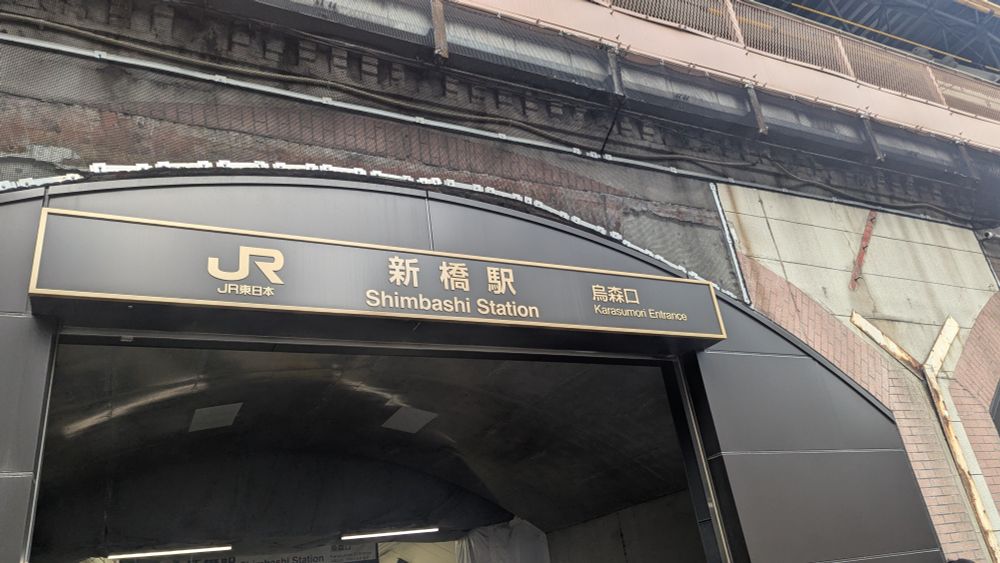 JR
JR東日本
新橋駅
Shimbashi Station
烏森口
Karasumori Entrance